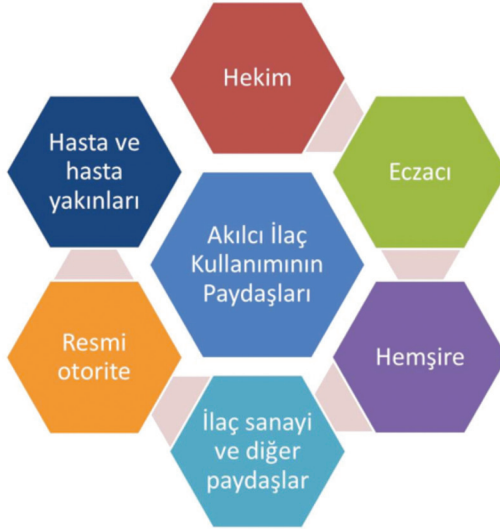 Hekim
Eczacı
Hemşire
İlaç sanayi
ve diğer
paydaşlar
Resmi
otorite
Hasta ve
hasta
yakınları
Akılcı İlaç
Kullanımının
Paydaşları